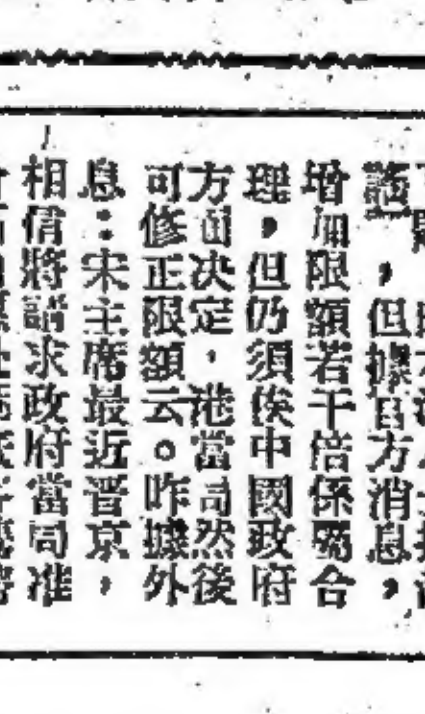 謡，但據官方消息，
增加限額若干倍係屬合
理，但仍須俟中國政府
方面决定，港當局然後
可修正限額云。昨據外
息：宋主席最近晋京，
相信將請求政府當局准